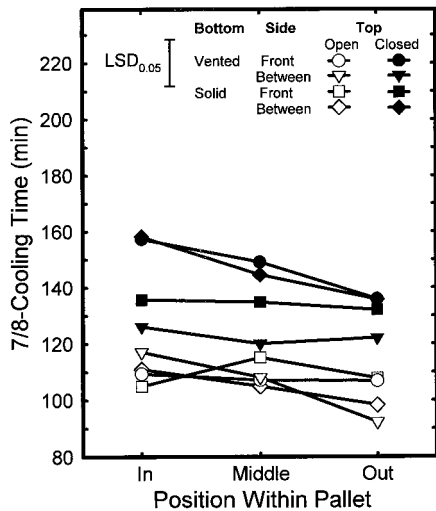 Bottom Side Top
Open Closed
LSD0.05
Vented Front
Between
Solid Front
Between
7/8-Cooling Time (min)
220
200
180
160
140
120
100
80
In Middle Out
Position Within Pallet